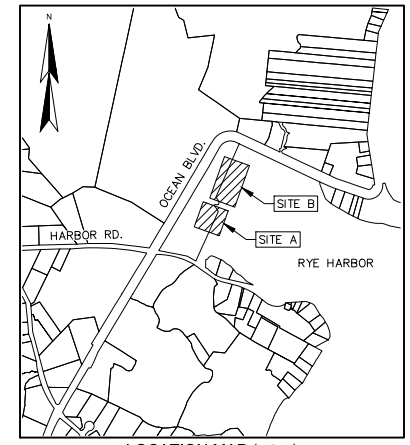 N
OCEAN BLVD.
SITE B
HARBOR RD.
SITE A
RYE HARBOR